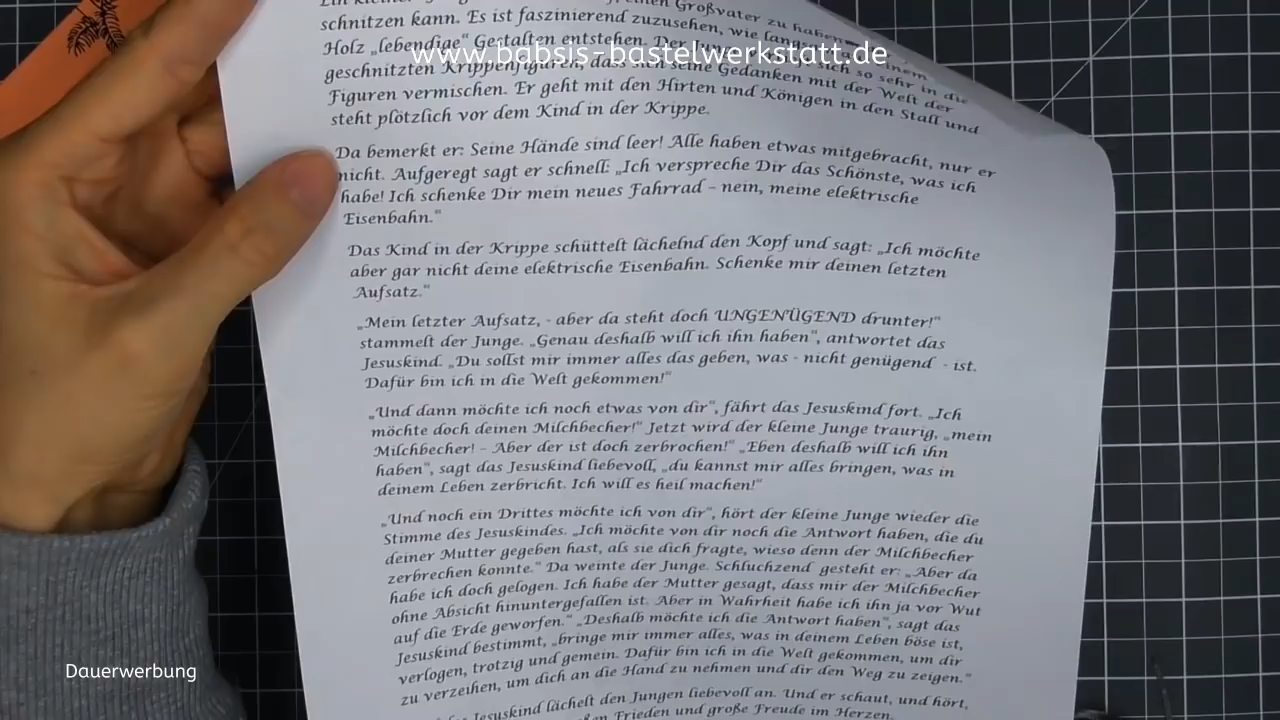 Großvater zu haben
schnitzen kann. Es ist faszinierend zuzusehen, wie
Holz „lebendige“ Gestalten entstehen. Der
www.babsis-bastelwerkstatt.de
geschnitzten Krippenfiguren, das sich seine Gedanken mit der Welt der
Figuren vermischen. Er geht mit den Hirten und Königen in den Stall und
steht plötzlich vor dem Kind in der Krippe.
Da bemerkt er: Seine Hände sind leer! Alle haben etwas mitgebracht, nur er
nicht. Aufgeregt sagt er schnell: „Ich verspreche Dir das Schönste, was ich
habe! Ich schenke Dir mein neues Fahrrad – nein, meine elektrische
Eisenbahn.“
Das Kind in der Krippe schüttelt lächelnd den Kopf und sagt: „Ich möchte
aber gar nicht deine elektrische Eisenbahn. Schenke mir deinen letzten
Aufsatz.“
„Mein letzter Aufsatz, - aber da steht doch UNGENÜGEND drunter!“
stammelt der Junge. „Genau deshalb will ich ihn haben“, antwortet das
Jesuskind. „Du sollst mir immer alles das geben, was - nicht genügend - ist.
Dafür bin ich in die Welt gekommen!“
„Und dann möchte ich noch etwas von dir“, fährt das Jesuskind fort. „Ich
möchte doch deinen Milchbecher!“ Jetzt wird der kleine Junge traurig, „mein
Milchbecher! – Aber der ist doch zerbrochen!“ „Eben deshalb will ich ihn
haben“, sagt das Jesuskind liebevoll, „du kannst mir alles bringen, was in
deinem Leben zerbricht. Ich will es heil machen!“
„Und noch ein Drittes möchte ich von dir“, hört der kleine Junge wieder die
Stimme des Jesuskindes. „Ich möchte von dir noch die Antwort haben, die du
deiner Mutter gegeben hast, als sie dich fragte, wieso denn der Milchbecher
zerbrechen konnte.“ Da weinte der Junge. Schluchzend gesteht er: „Aber da
habe ich doch gelogen. Ich habe der Mutter gesagt, dass mir der Milchbecher
ohne Absicht hinuntergefallen ist. Aber in Wahrheit habe ich ihn ja vor Wut
auf die Erde geworfen.“ „Deshalb möchte ich die Antwort haben“, sagt das
Jesuskind bestimmt, „bringe mir immer alles, was in deinem Leben böse ist,
verlogen, trotzig und gemein. Dafür bin ich in die Welt gekommen, um dir
zu verzeihen, um dich an die Hand zu nehmen und dir den Weg zu zeigen.“
Jesuskind lächelt den Jungen liebevoll an. Und er schaut, und hört,
Frieden und große Freude im Herzen.
Dauerwerbung